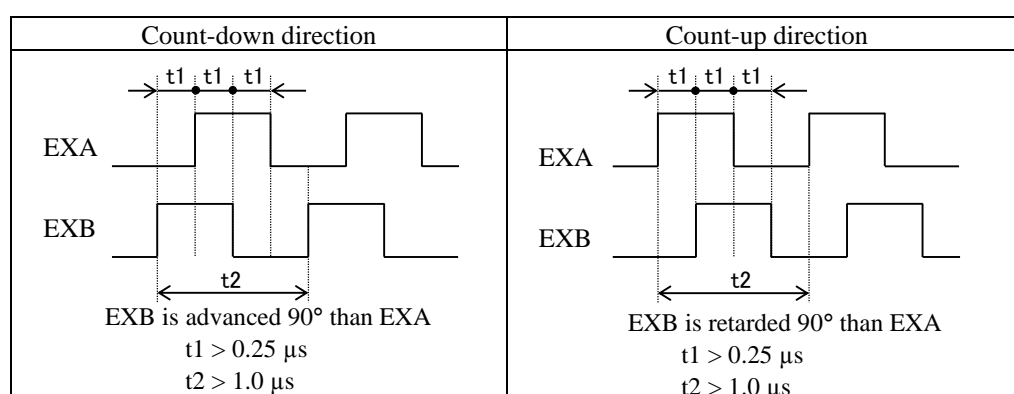 Count-down direction
t1 t1 t1
EXA
EXB
t2
EXB is advanced 90° than EXA
t1 > 0.25 µs
t2 > 1.0 µs
Count-up direction
t1 t1 t1
EXA
EXB
t2
EXB is retarded 90° than EXA
t1 > 0.25 µs
t2 > 1.0 µs